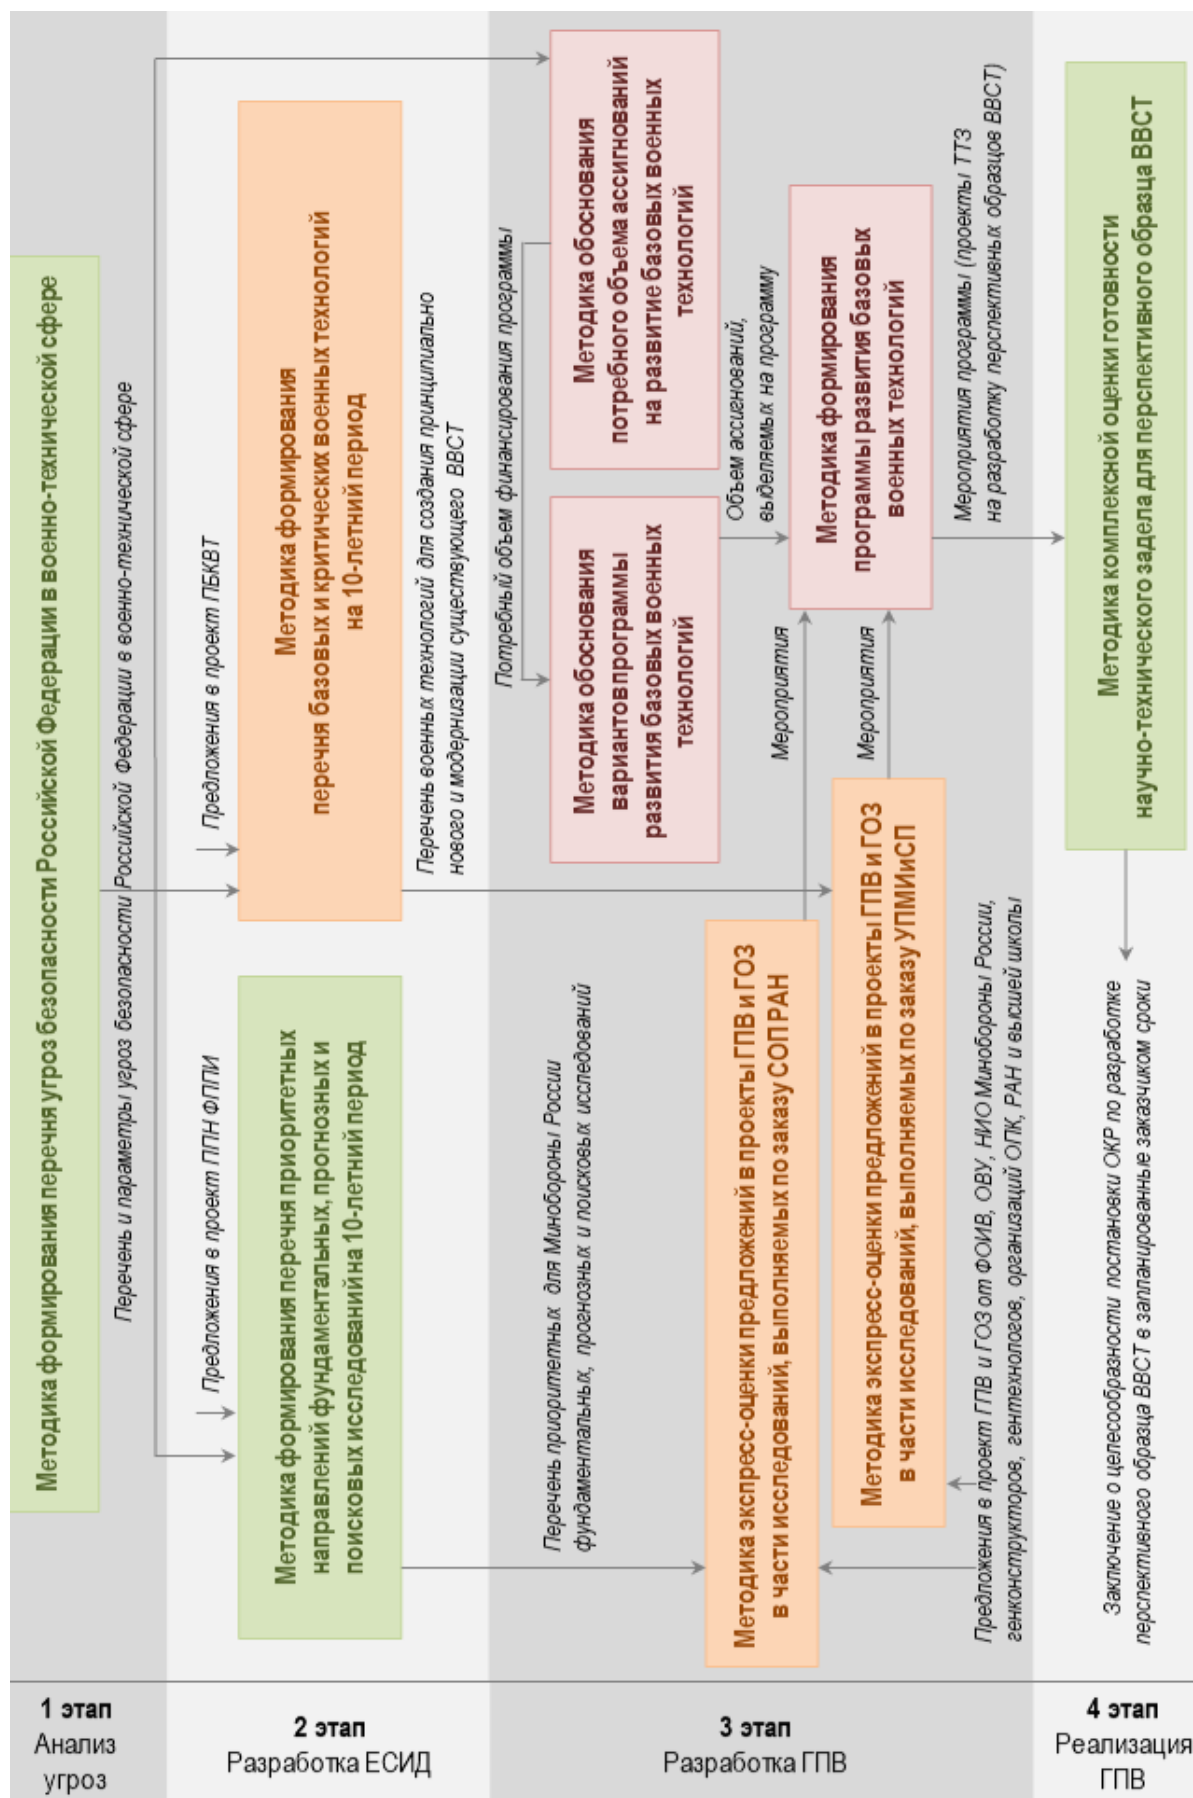 1 этап
Анализ
угроз
Методика формирования перечня угроз безопасности Российской Федерации в военно-технической сфере
Перечень и параметры угроз безопасности Российской Федерации в военно-технической сфере
2 этап
Разработка ЕСИД
Предложения в проект ППН ФППИ
Методика формирования перечня приоритетных
направлений фундаментальных, прогнозных и
поисковых исследований на 10-летний период
Предложения в проект ПБКВТ
Методика формирования
перечня базовых и критических военных технологий
на 10-летний период
Перечень военных технологий для создания принципиально
нового и модернизации существующего ВВСТ
3 этап
Разработка ГПВ
Перечень приоритетных для Минобороны России
фундаментальных, прогнозных и поисковых исследований
Потребный объем финансирования программы
Методика обоснования
вариантов программы
развития базовых военных
технологий
Методика обоснования
потребного объема ассигнований
на развитие базовых военных
технологий
Методика экспресс-оценки предложений в проекты ГПВ и ГОЗ
в части исследований, выполняемых по заказу СОП РАН
Мероприятия
Объем ассигнований,
выделяемых на программу
Методика экспресс-оценки предложений в проекты ГПВ и ГОЗ
в части исследований, выполняемых по заказу УПМИиСП
Мероприятия
Методика формирования
программы развития базовых
военных технологий
Предложения в проект ГПВ и ГОЗ от ФОИВ, ОВУ, НИО Минобороны России,
генконструкторов, гентехнологов, организаций ОПК, РАН и высшей школы
Мероприятия программы (проекты ТТЗ
на разработку перспективных образцов ВВСТ)
4 этап
Реализация
ГПВ
Методика комплексной оценки готовности
научно-технического задела для перспективного образца ВВСТ
Заключение о целесообразности постановки ОКР по разработке
перспективного образца ВВСТ в запланированные заказчиком сроки